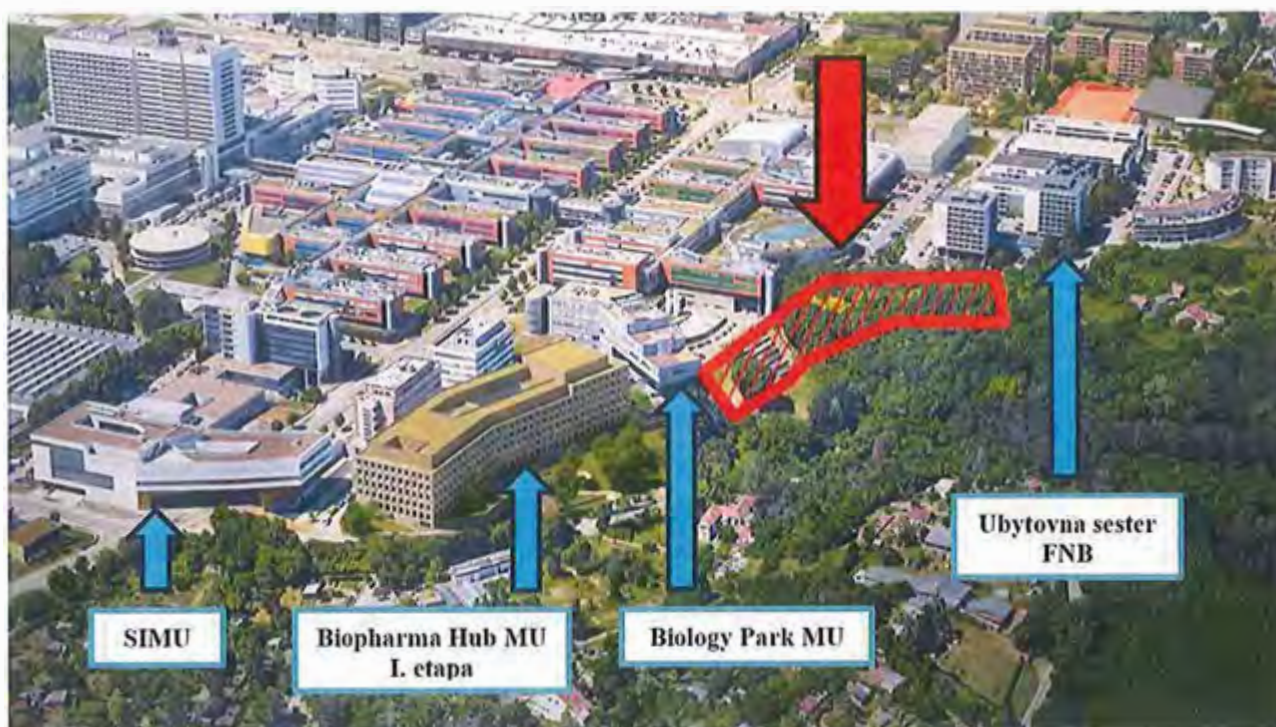 SIMU
Biopharma Hub MU
I. etapa
Biology Park MU
Ubytovna sester
FNB